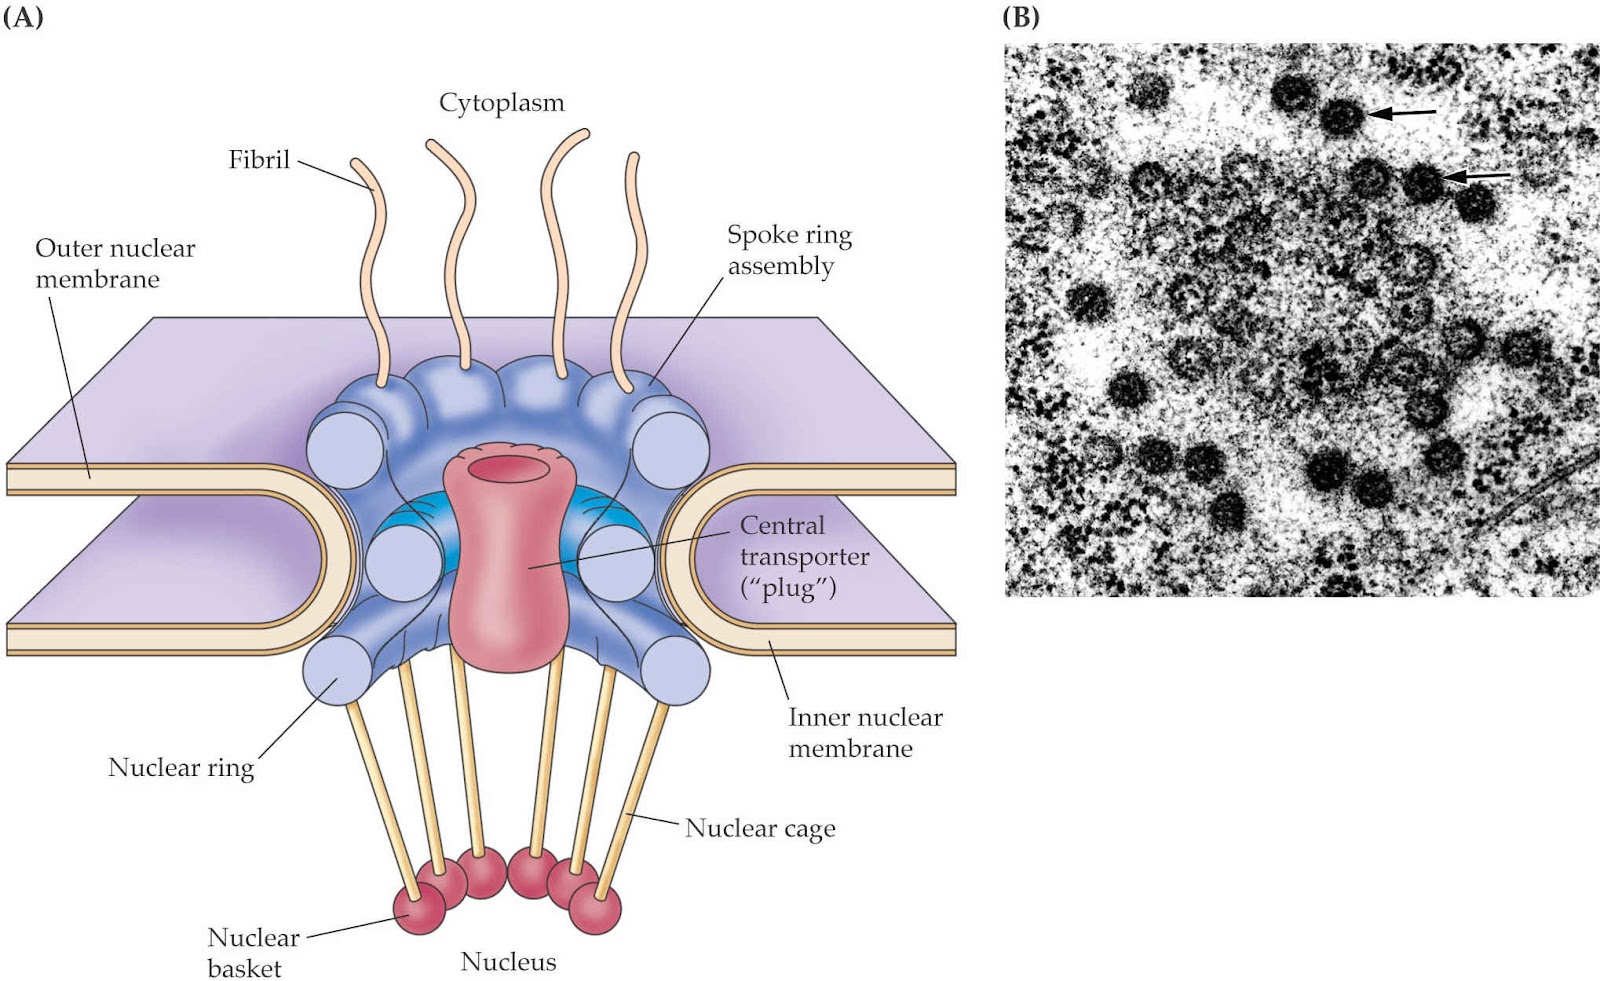 (A)
(B)
Cytoplasm
Fibril
Spoke ring
assembly
Outer nuclear
membrane
Central
transporter
(“plug”)
Inner nuclear
membrane
Nuclear ring
Nuclear cage
Nuclear
basket
Nucleus